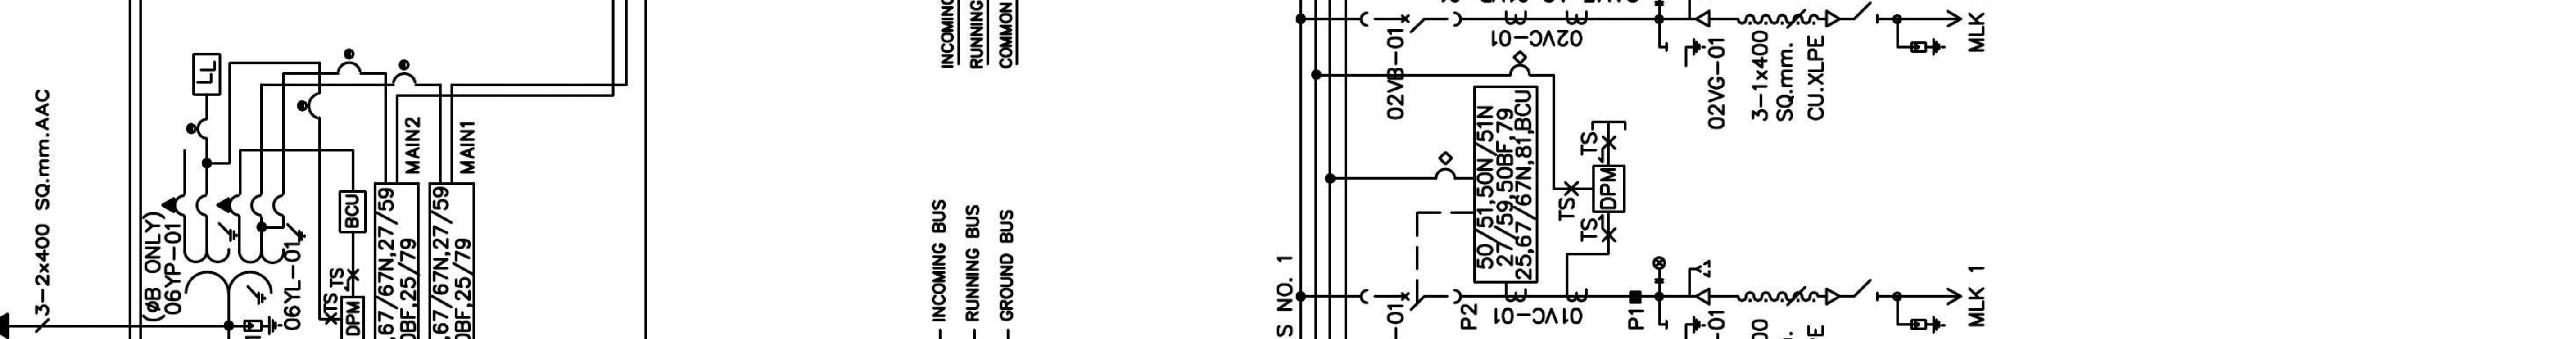 3-2x400 SQ.mm.AAC
(ØB ONLY)
06YP-01
06YL-01
LL
BCU
TS
TS
DPM
67/67N,27/59
BF,25/79
MAIN2
67/67N,27/59
BF,25/79
MAIN1
INCOMING
RUNNING
COMMON
- INCOMING BUS
- RUNNING BUS
- GROUND BUS
S NO. 1
02VB-01
02VC-01
50/51,50N/51N
27/59,50BF,79
25,67/67N,81,BCU
TS
TS
TS
DPM
02VG-01
3-1x400
SQ.mm.
CU.XLPE
MLK
-01
P2
01VC-01
P1
-01
MLK 1